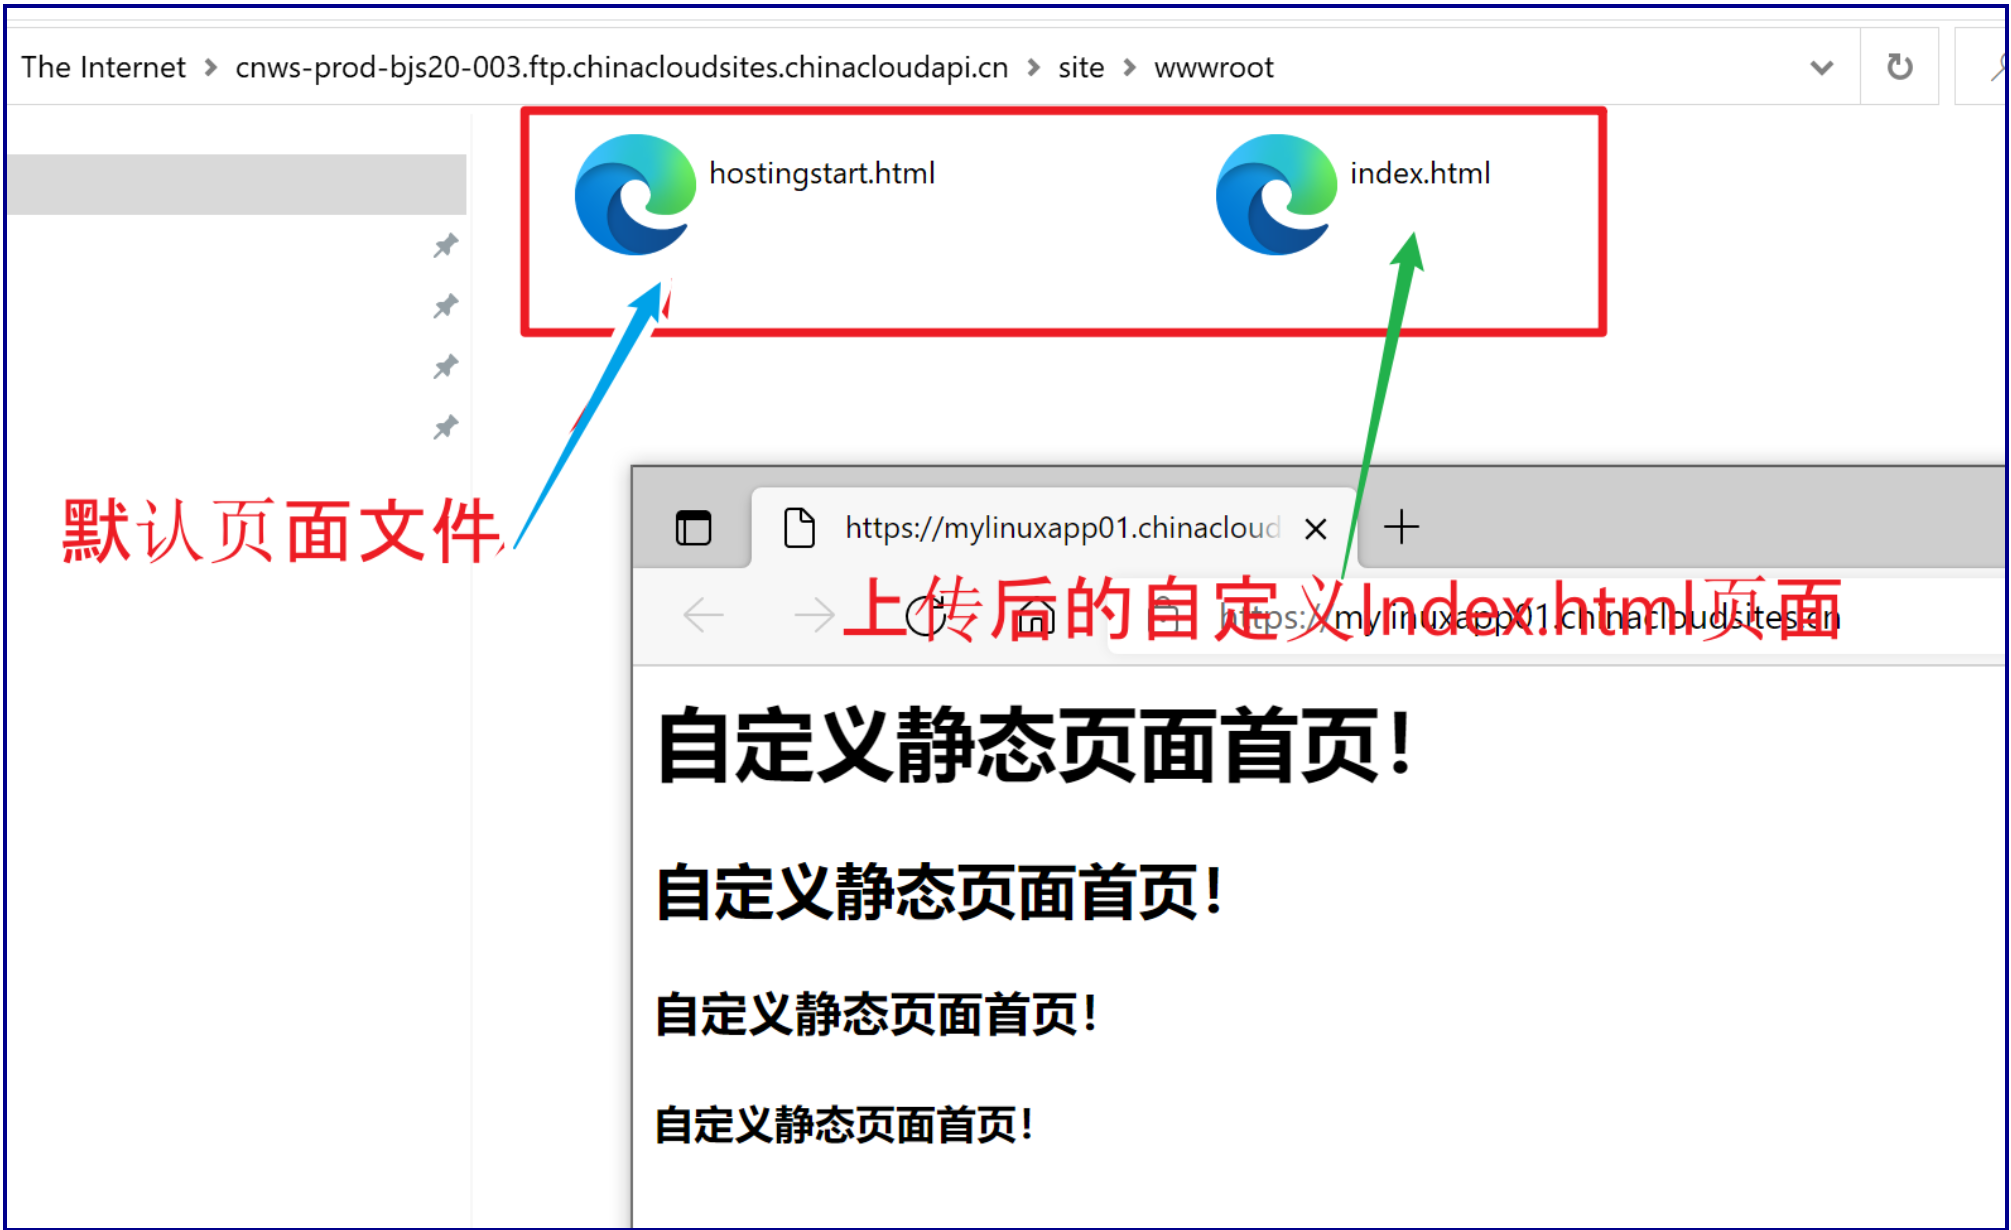 The Internet > cnws-prod-bjs20-003.ftp.chinacloudsites.chinacloudapi.cn > site > wwwroot
hostingstart.html
index.html
默认页面文件
https://mylinuxapp01.chinacloud
上传后的自定义Index.html页面
https://mylinuxapp01.chinacloudsites.cn
自定义静态页面首页！
自定义静态页面首页！
自定义静态页面首页！
自定义静态页面首页！